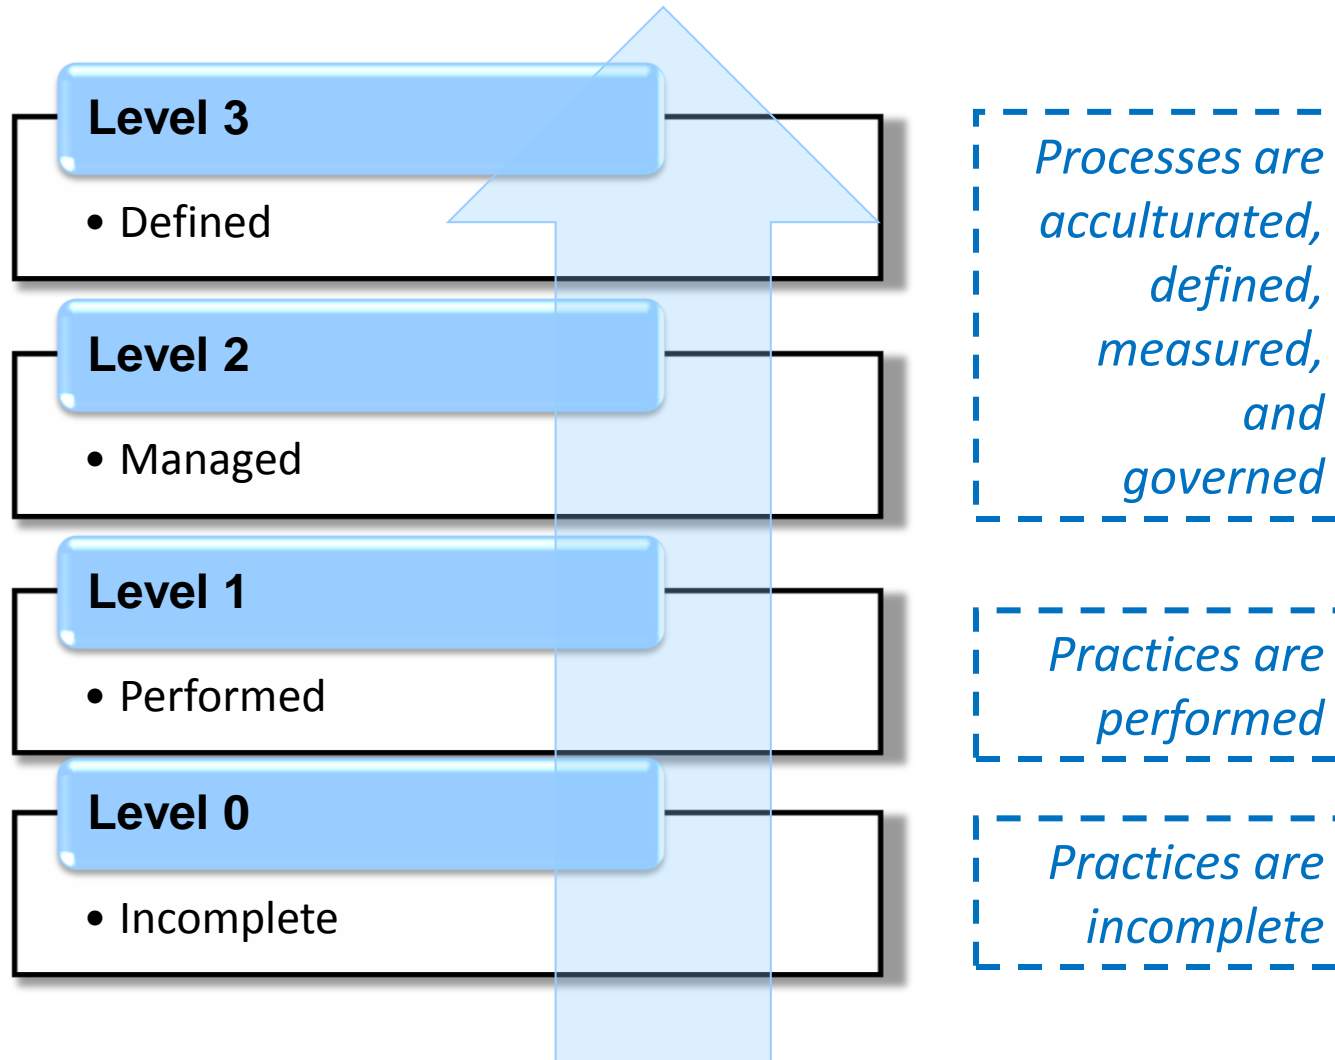 Level 3
• Defined
Level 2
• Managed
Level 1
• Performed
Level 0
• Incomplete
Processes are
acculturated,
defined,
measured,
and
governed
Practices are
performed
Practices are
incomplete